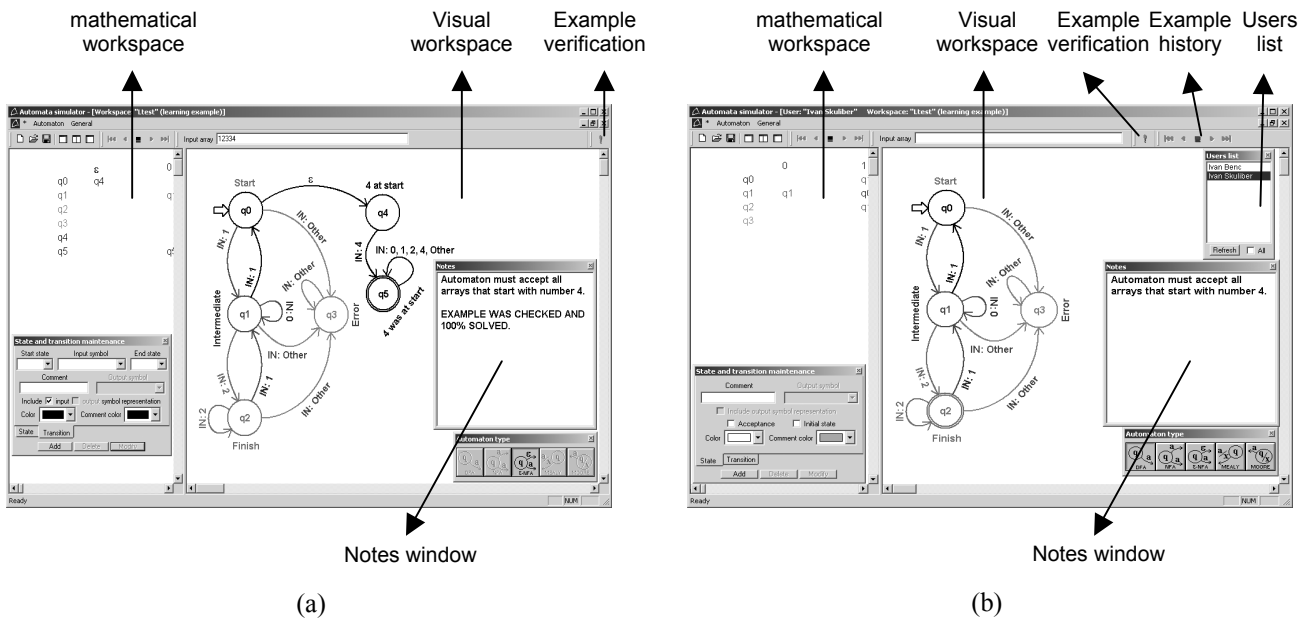 mathematical
workspace
Visual
workspace
Example
verification
Automata simulator - [Workspace "Ltest" (learning example)]
* Automaton General
Input array 12334
ε 0
q0 q4
q1 q
q2
q3
q4
q5 q
Start
q0
ε
4 at start
q4
IN: Other
IN: 1
IN: 1
IN: 4
IN: 0, 1, 2, 4, Other
q5
4 was at start
IN: Other
Intermediate
q1
IN:0
q3
Error
IN: Other
IN: 2
IN: 1
IN: Other
IN: 2
q2
Finish
Notes
Automaton must accept all
arrays that start with number 4.
EXAMPLE WAS CHECKED AND
100% SOLVED.
State and transition maintenance
Start state Input symbol End state
Comment Output symbol
Include input output symbol representation
Color Comment color
State Transition
Add Delete Modify
Automaton type
ε-NFA
Ready
NUM
Notes window
(a)
mathematical
workspace
Visual
workspace
Example
verification
Example
history
Users
list
Automata simulator - [User: "Ivan Skuliber" Workspace: "Ltest" (learning example)]
* Automaton General
Input array
0 1
q0
q1 q1 q
q2 q
q3
Start
q0
IN: Other
IN: 1
IN: 1
IN: Other
Intermediate
q1
IN:0
q3
Error
IN: Other
IN: 2
IN: 1
IN: Other
IN: 2
q2
Finish
Users list
Ivan Benc
Ivan Skuliber
Refresh All
Notes
Automaton must accept all
arrays that start with number 4.
State and transition maintenance
Comment Output symbol
Include output symbol representation
Acceptance Initial state
Color Comment color
State Transition
Add Delete Modify
Automaton type
DFA NFA ε-NFA MEALY MOORE
Ready
NUM
Notes window
(b)